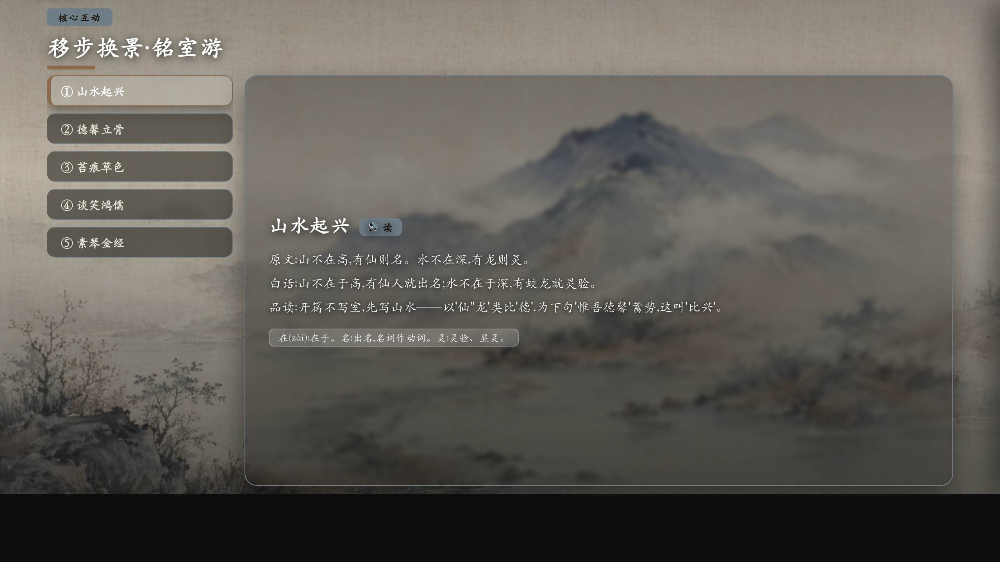 核心互动
移步换景·铭室游
① 山水起兴
② 德馨立骨
③ 苔痕草色
④ 谈笑鸿儒
⑤ 素琴金经
山水起兴
读
原文:山不在高,有仙则名。水不在深,有龙则灵。
白话:山不在于高,有仙人就出名;水不在于深,有蛟龙就灵验。
品读:开篇不写室,先写山水——以'仙''龙'类比'德',为下句'惟吾德馨'蓄势,这叫'比兴'。
在(zài):在于。名:出名,名词作动词。灵:灵验、显灵。